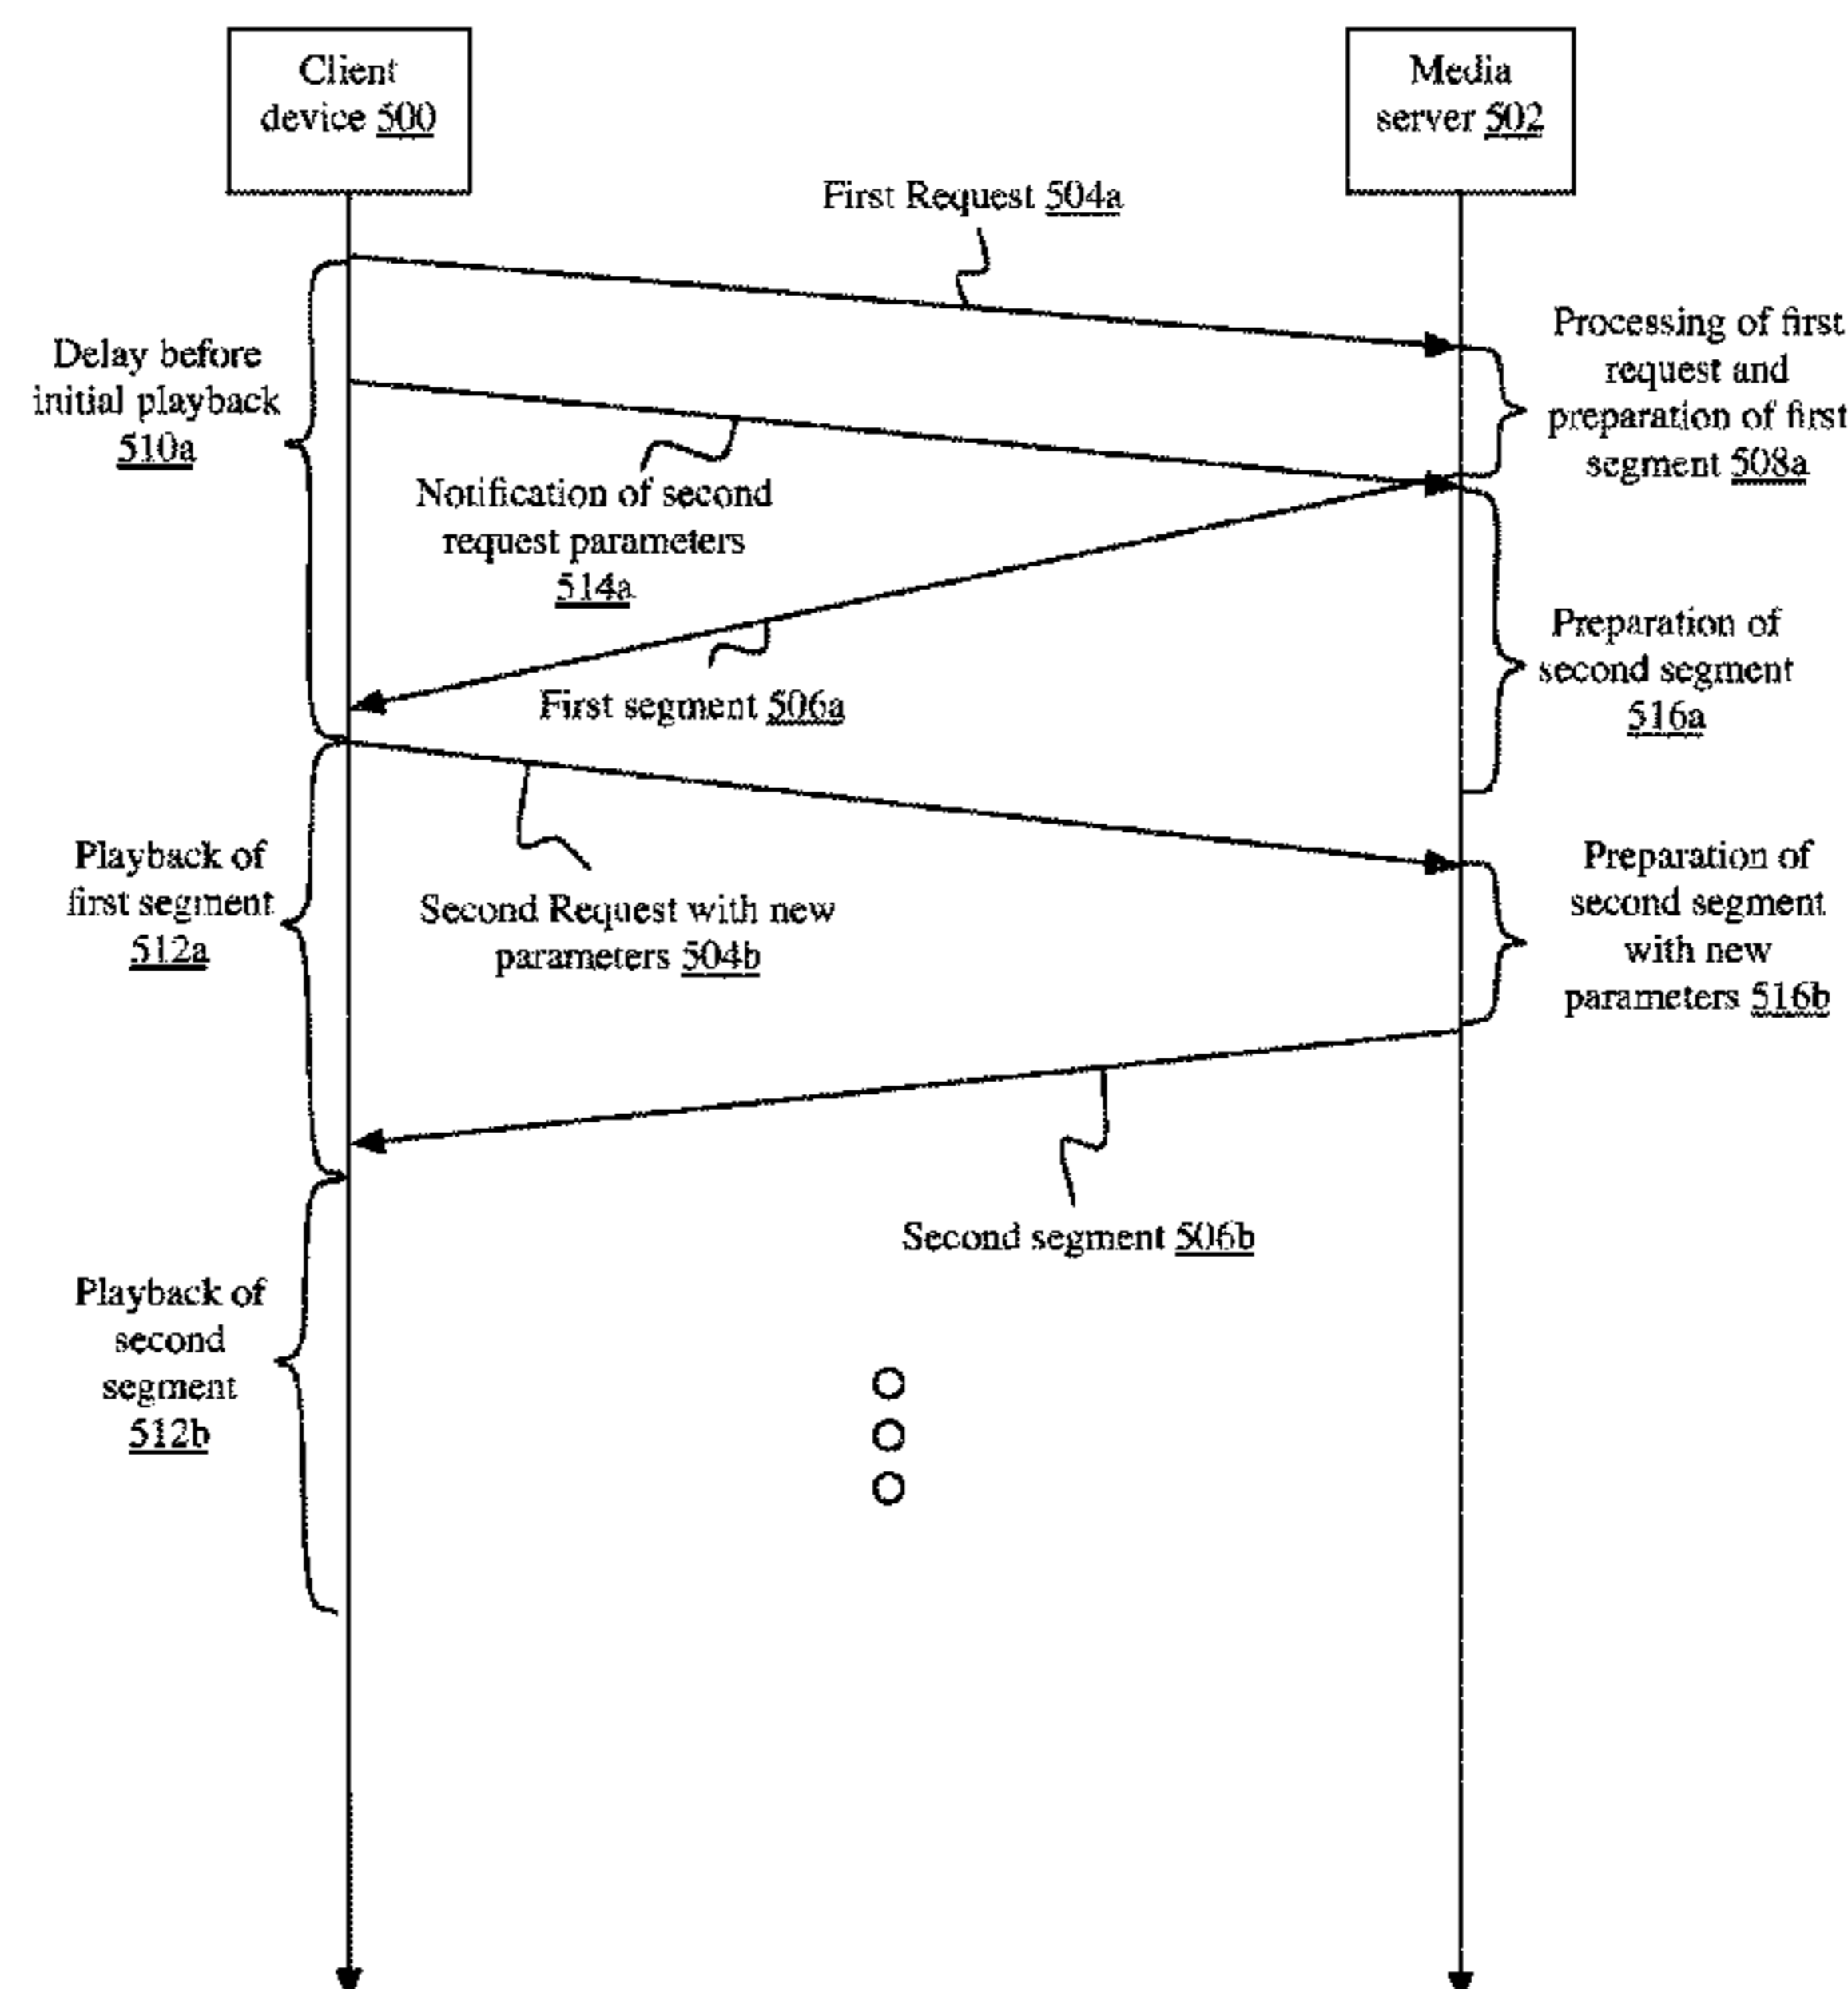 Client
device 500
Media
server 502
First Request 504a
Processing of first
request and
preparation of first
segment 508a
Delay before
initial playback
510a
Notification of second
request parameters
514a
Preparation of
second segment
516a
First segment 506a
Playback of
first segment
512a
Second Request with new
parameters 504b
Preparation of
second segment
with new
parameters 516b
Second segment 506b
Playback of
second
segment
512b